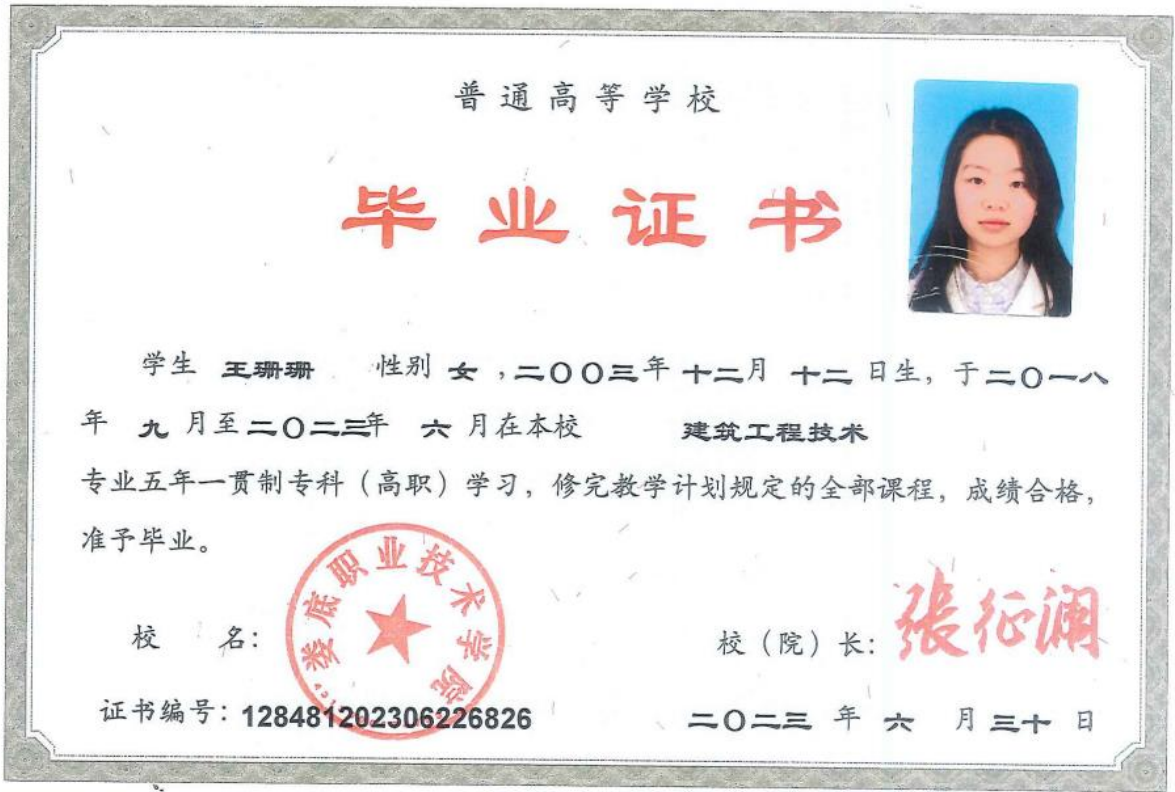 普通高等学校
毕业证书
学生 王珊珊 性别 女，二〇〇三年 十二月 十二 日生，于二〇一八
年 九 月至二〇二三年 六 月在本校 建筑工程技术
专业五年一贯制专科（高职）学习，修完教学计划规定的全部课程，成绩合格，
准予毕业。
娄底职业技术学院
校 名：
校（院）长：张征澜
证书编号：128481202306226826
二〇二三 年 六 月 三十 日